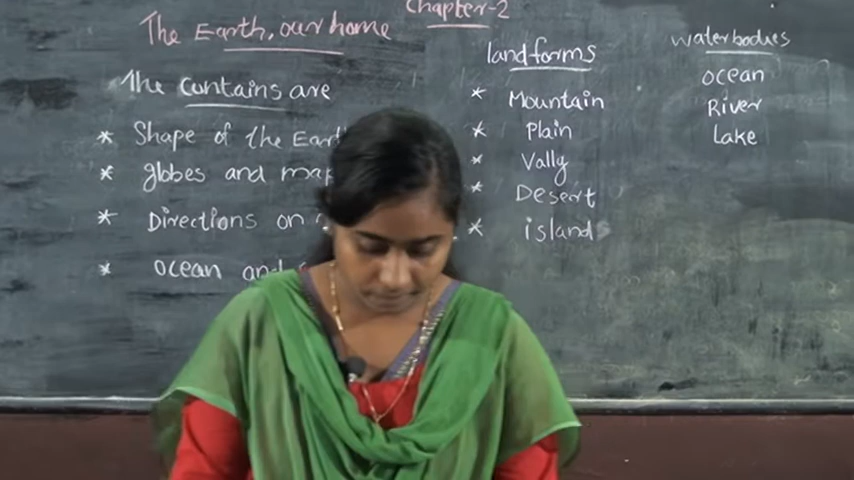 Chapter-2
The Earth, our home
The Contains are
* Shape of the Eart
* globes and map
* Directions on
* ocean and
landforms
* Mountain
* Plain
* Vally
* Desert
* island
waterbodies
ocean
River
Lake